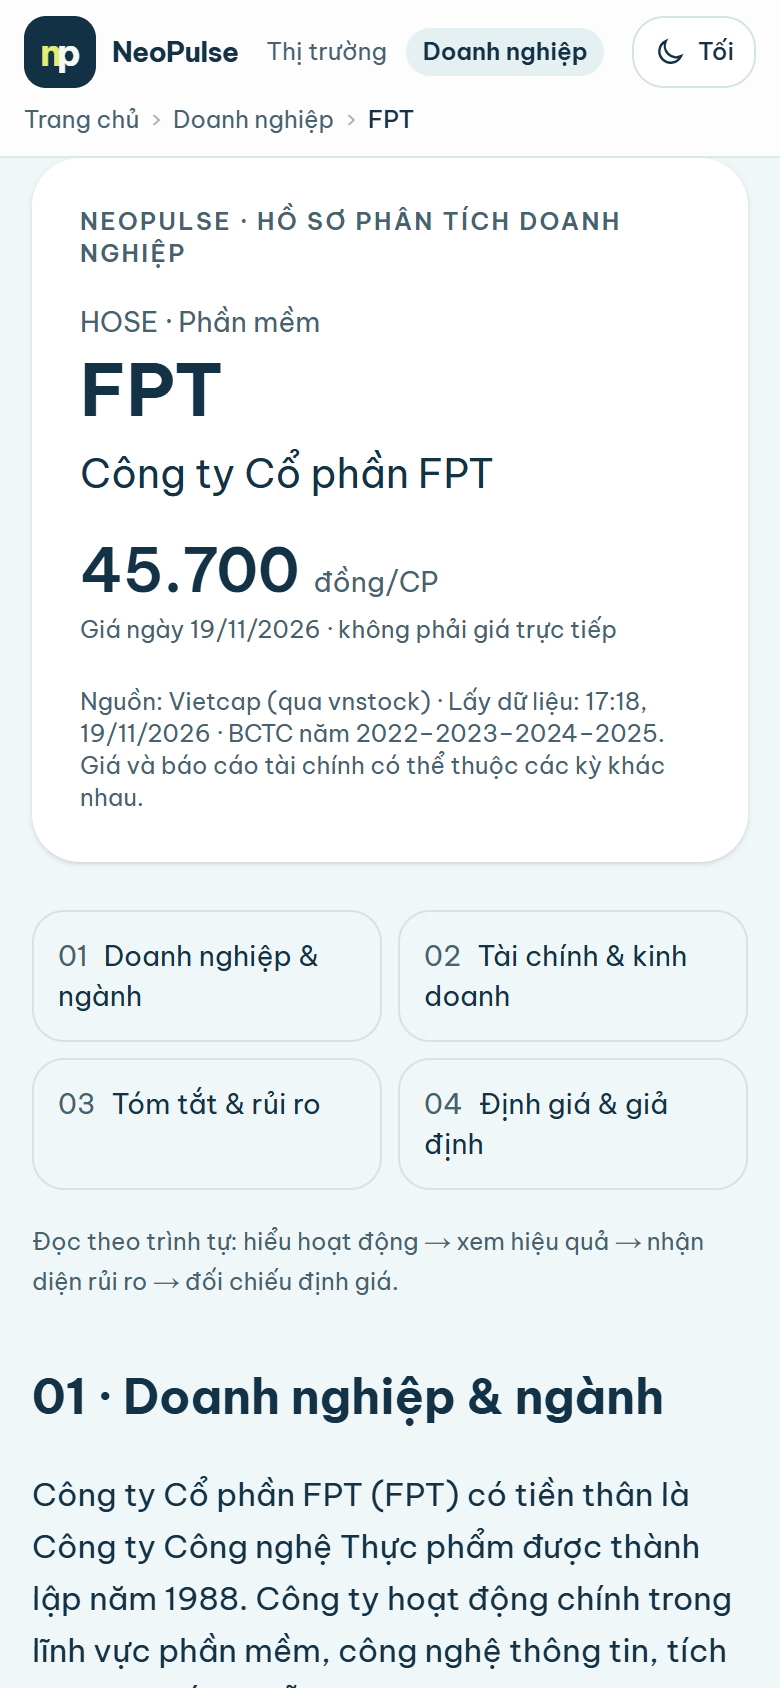 np NeoPulse Thị trường Doanh nghiệp Tối
Trang chủ › Doanh nghiệp › FPT
NEOPULSE · HỒ SƠ PHÂN TÍCH DOANH
NGHIỆP
HOSE · Phần mềm
FPT
Công ty Cổ phần FPT
45.700 đồng/CP
Giá ngày 19/11/2026 · không phải giá trực tiếp
Nguồn: Vietcap (qua vnstock) · Lấy dữ liệu: 17:18,
19/11/2026 · BCTC năm 2022–2023–2024–2025.
Giá và báo cáo tài chính có thể thuộc các kỳ khác
nhau.
01 Doanh nghiệp &
ngành
02 Tài chính & kinh
doanh
03 Tóm tắt & rủi ro
04 Định giá & giả
định
Đọc theo trình tự: hiểu hoạt động → xem hiệu quả → nhận
diện rủi ro → đối chiếu định giá.
01 · Doanh nghiệp & ngành
Công ty Cổ phần FPT (FPT) có tiền thân là
Công ty Công nghệ Thực phẩm được thành
lập năm 1988. Công ty hoạt động chính trong
lĩnh vực phần mềm, công nghệ thông tin, tích